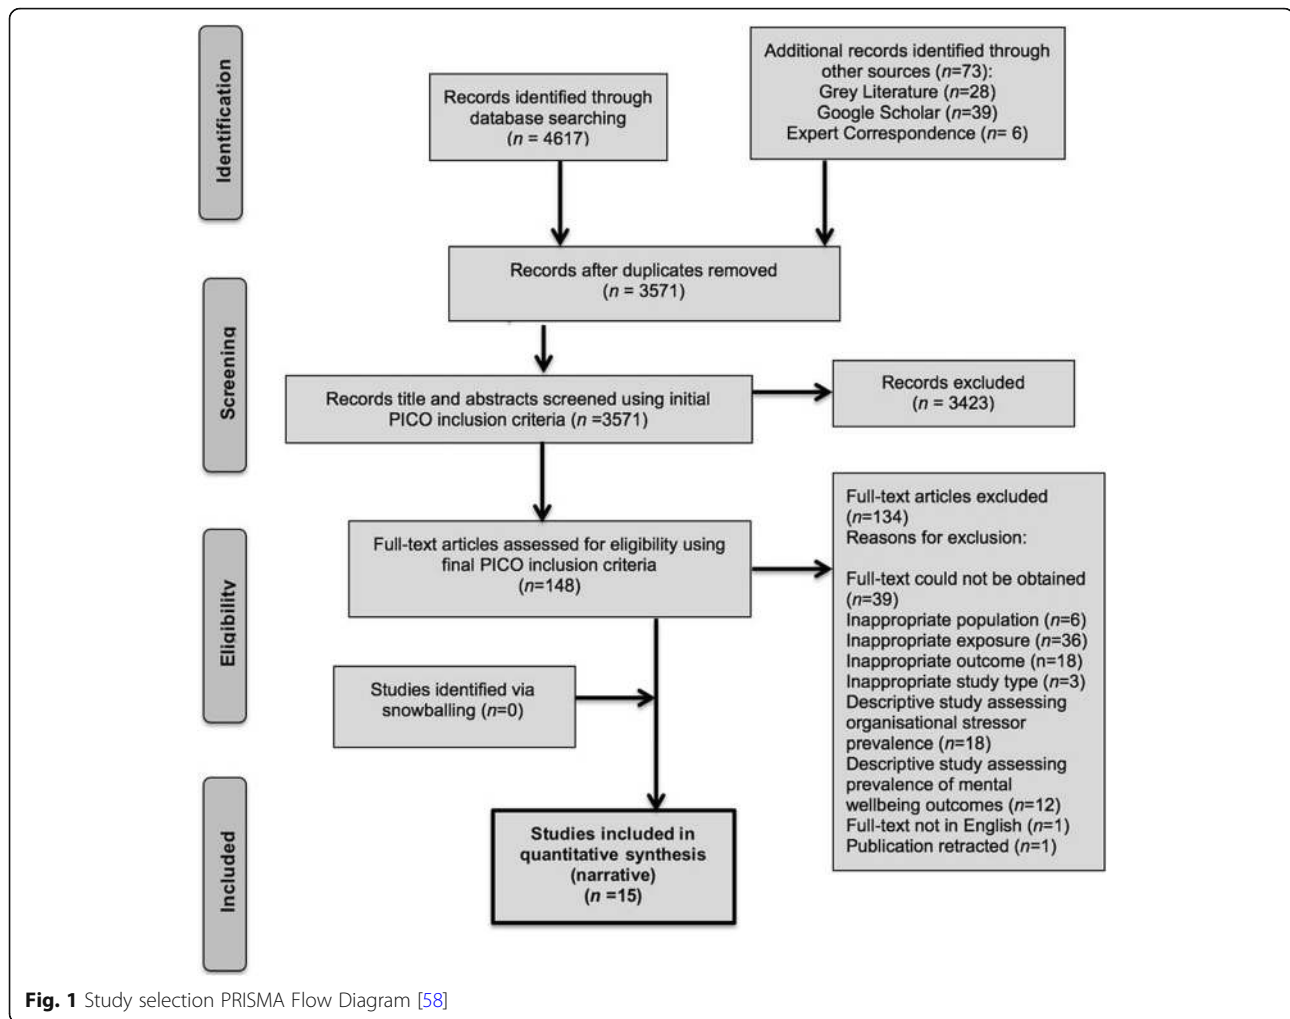 Identification
Records identified through
database searching
(n = 4617)
Additional records identified through
other sources (n=73):
Grey Literature (n=28)
Google Scholar (n=39)
Expert Correspondence (n= 6)
Records after duplicates removed
(n = 3571)
Screening
Records title and abstracts screened using initial
PICO inclusion criteria (n =3571)
Records excluded
(n = 3423)
Eligibility
Full-text articles assessed for eligibility using
final PICO inclusion criteria
(n=148)
Full-text articles excluded
(n=134)
Reasons for exclusion:
Full-text could not be obtained
(n=39)
Inappropriate population (n=6)
Inappropriate exposure (n=36)
Inappropriate outcome (n=18)
Inappropriate study type (n=3)
Descriptive study assessing
organisational stressor
prevalence (n=18)
Descriptive study assessing
prevalence of mental
wellbeing outcomes (n=12)
Full-text not in English (n=1)
Publication retracted (n=1)
Studies identified via
snowballing (n=0)
Included
Studies included in
quantitative synthesis
(narrative)
(n =15)
Fig. 1 Study selection PRISMA Flow Diagram [58]